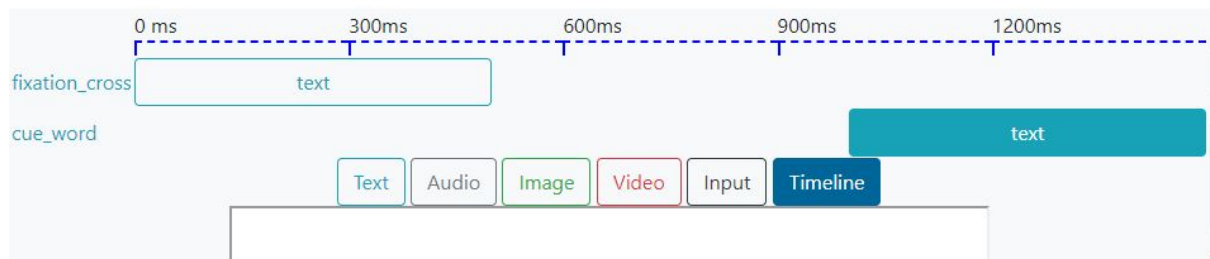 0 ms 300ms 600ms 900ms 1200ms
fixation_cross text
cue_word text
Text Audio Image Video Input Timeline